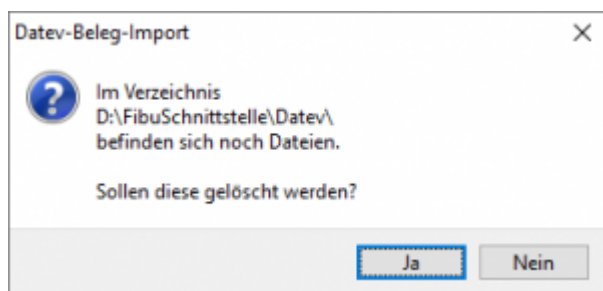 Datev-Beleg-Import
Im Verzeichnis
D:\FibuSchnittstelle\Datev\
befinden sich noch Dateien.
Sollen diese gelöscht werden?
Ja
Nein